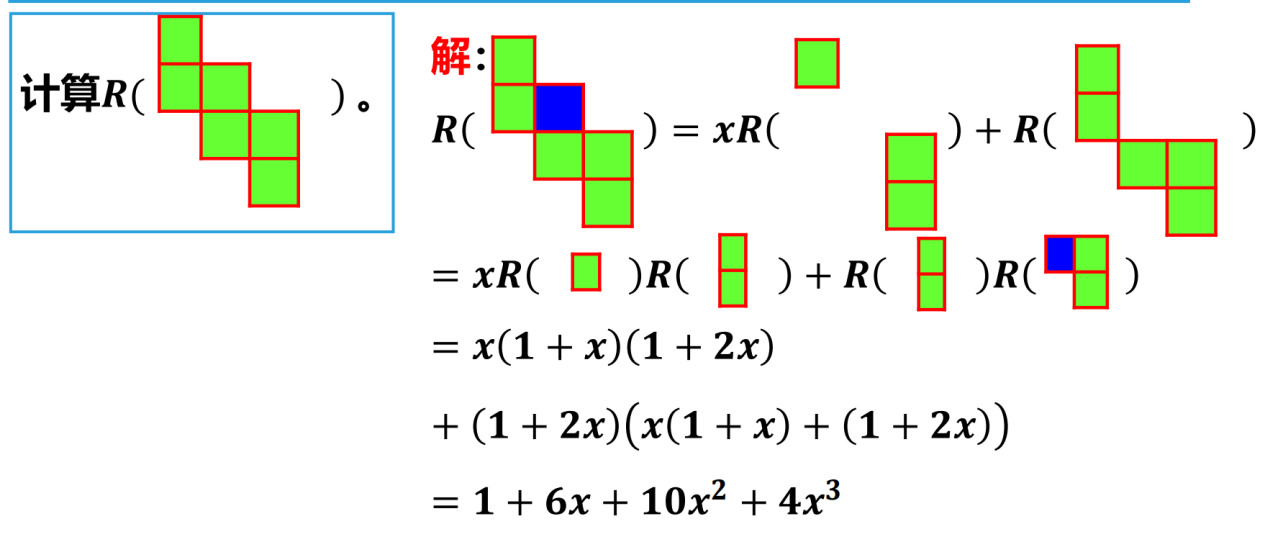 计算R( )。
解:
R( ) = xR( ) + R( )
= xR( )R( ) + R( )R( )
= x(1 + x)(1 + 2x)
+ (1 + 2x)(x(1 + x) + (1 + 2x))
= 1 + 6x + 10x² + 4x³